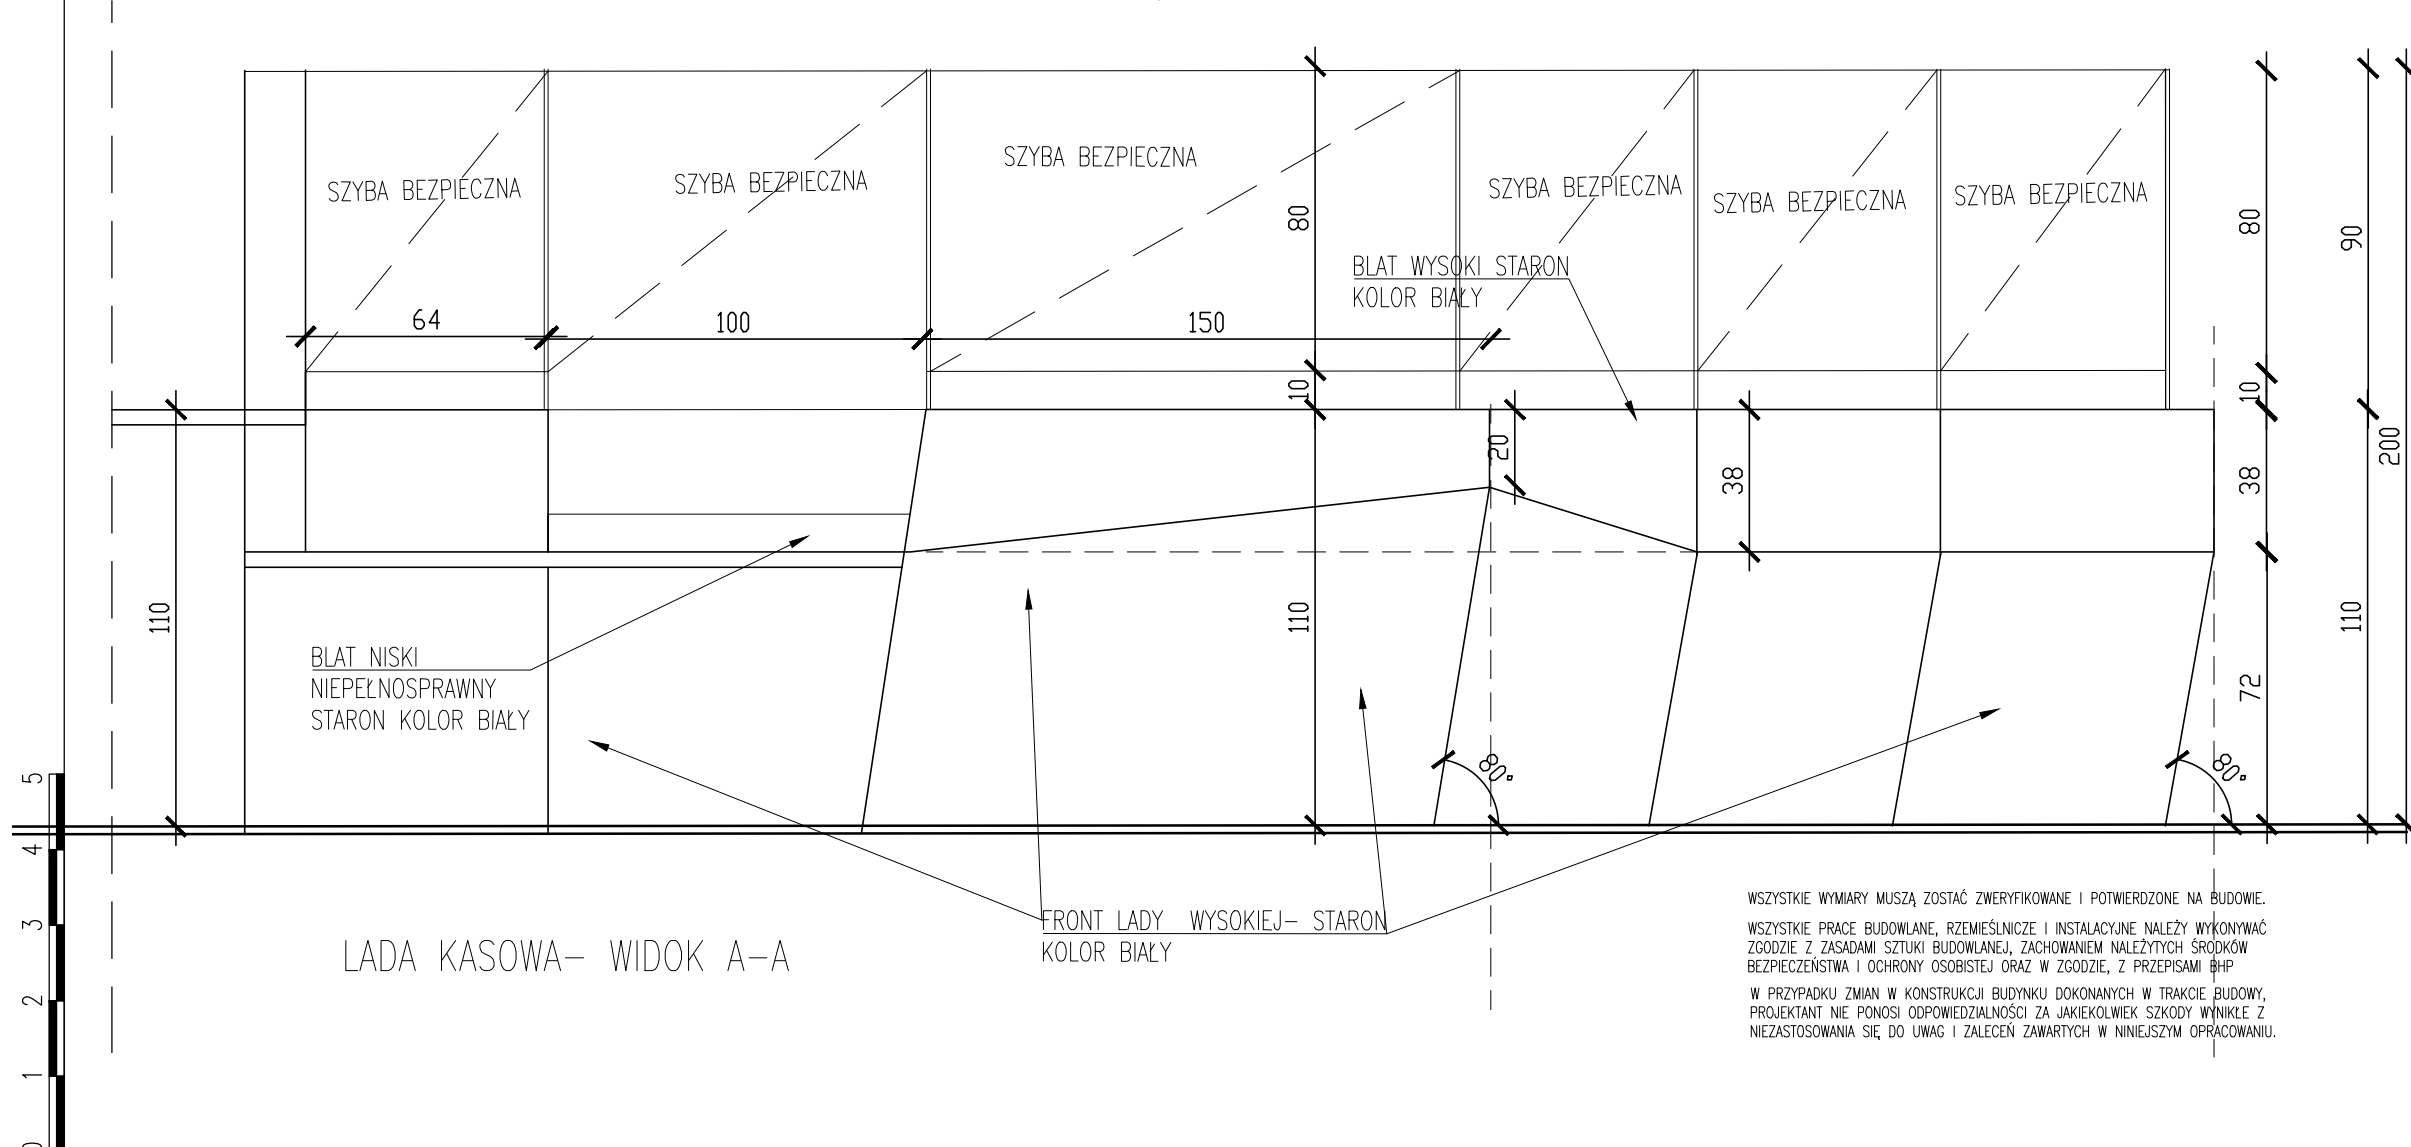 SZYBA BEZPIECZNA
SZYBA BEZPIECZNA
SZYBA BEZPIECZNA
SZYBA BEZPIECZNA
SZYBA BEZPIECZNA
SZYBA BEZPIECZNA
80
80
90
BLAT WYSOKI STARON
KOLOR BIAŁY
64
100
150
10
10
20
38
38
200
110
110
110
72
BLAT NISKI
NIEPEŁNOSPRAWNY
STARON KOLOR BIAŁY
80°
80°
5
4
3
2
1
0
FRONT LADY WYSOKIEJ- STARON
KOLOR BIAŁY
LADA KASOWA- WIDOK A-A
WSZYSTKIE WYMIARY MUSZĄ ZOSTAĆ ZWERYFIKOWANE I POTWIERDZONE NA BUDOWIE.
WSZYSTKIE PRACE BUDOWLANE, RZEMIEŚLNICZE I INSTALACYJNE NALEŻY WYKONYWAĆ
ZGODZIE Z ZASADAMI SZTUKI BUDOWLANEJ, ZACHOWANIEM NALEŻYTYCH ŚRODKÓW
BEZPIECZEŃSTWA I OCHRONY OSOBISTEJ ORAZ W ZGODZIE, Z PRZEPISAMI BHP
W PRZYPADKU ZMIAN W KONSTRUKCJI BUDYNKU DOKONANYCH W TRAKCIE BUDOWY,
PROJEKTANT NIE PONOSI ODPOWIEDZIALNOŚCI ZA JAKIEKOLWIEK SZKODY WYNIKŁE Z
NIEZASTOSOWANIA SIĘ DO UWAG I ZALECEŃ ZAWARTYCH W NINIEJSZYM OPRACOWANIU.